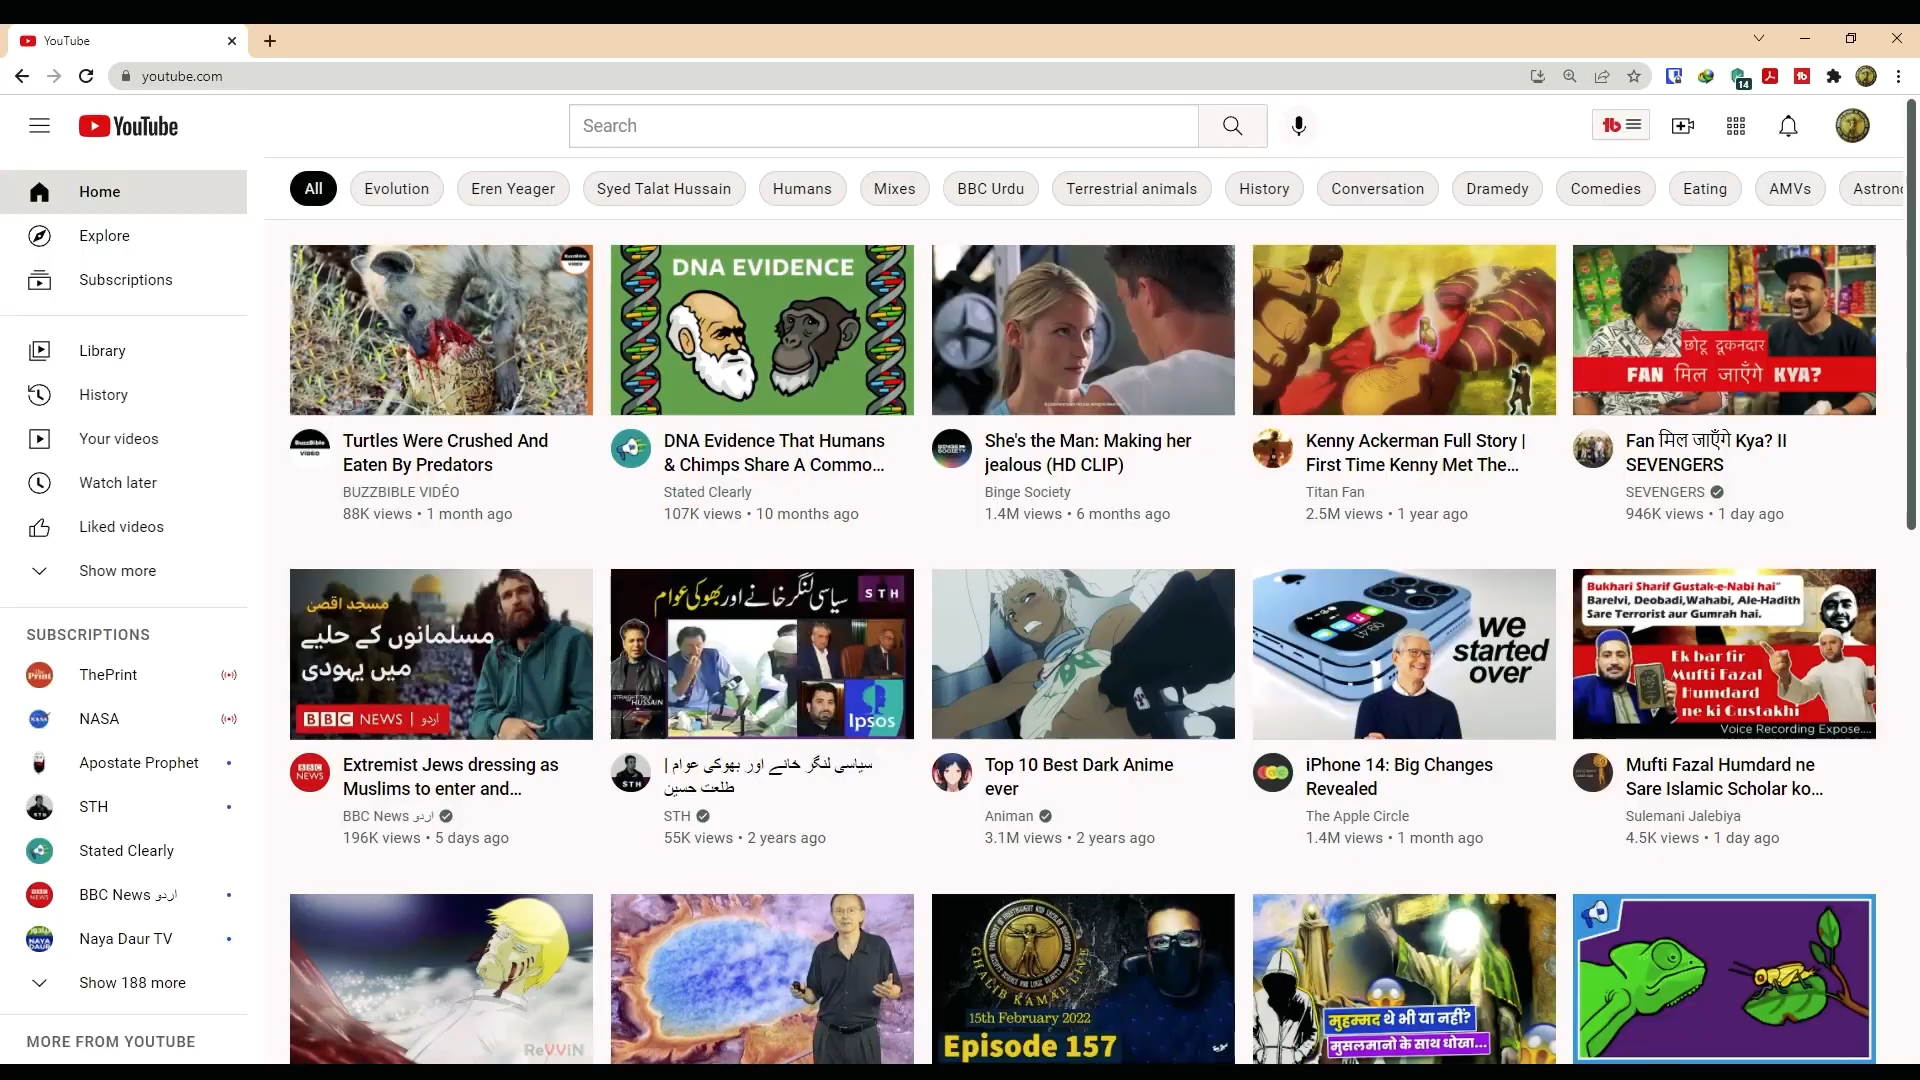 YouTube
youtube.com
14
YouTube
Search
Home
Explore
Subscriptions
Library
History
Your videos
Watch later
Liked videos
Show more
SUBSCRIPTIONS
ThePrint
NASA
Apostate Prophet
STH
Stated Clearly
BBC News اردو
Naya Daur TV
Show 188 more
MORE FROM YOUTUBE
All
Evolution
Eren Yeager
Syed Talat Hussain
Humans
Mixes
BBC Urdu
Terrestrial animals
History
Conversation
Dramedy
Comedies
Eating
AMVs
Astrono
BuzzBible
VIDEO
Turtles Were Crushed And
Eaten By Predators
BUZZBIBLE VIDÉO
88K views • 1 month ago
DNA EVIDENCE
DNA Evidence That Humans
& Chimps Share A Commo...
Stated Clearly
107K views • 10 months ago
She's the Man: Making her
jealous (HD CLIP)
Binge Society
1.4M views • 6 months ago
Kenny Ackerman Full Story |
First Time Kenny Met The...
Titan Fan
2.5M views • 1 year ago
छोटू दूकनदार
FAN मिल जाएँगे KYA?
Fan मिल जाएँगे Kya? II
SEVENGERS
SEVENGERS
946K views • 1 day ago
مسجد اقصیٰ
مسلمانوں کے حلیے
میں یہودی
BBC NEWS | اردو
Extremist Jews dressing as
Muslims to enter and...
BBC News اردو
196K views • 5 days ago
سیاسی لنگر خانے اور بھوکی عوام
STH
STRAIGHT TALK
HUSSAIN
Ipsos
سیاسی لنگر خانے اور بھوکی عوام |
طلعت حسین
STH
55K views • 2 years ago
Top 10 Best Dark Anime
ever
Animan
3.1M views • 2 years ago
we
started
over
iPhone 14: Big Changes
Revealed
The Apple Circle
1.4M views • 1 month ago
Bukhari Sharif Gustak-e-Nabi hai"
Barelvi, Deobadi,Wahabi, Ale-Hadith
Sare Terrorist aur Gumrah hai.
Ek bar fir
Mufti Fazal
Humdard
ne ki Gustakhi
Voice Recording Expose....
Mufti Fazal Humdard ne
Sare Islamic Scholar ko...
Sulemani Jalebiya
4.5K views • 1 day ago
ReVViN
GHALIB KAMAL LIVE
15th February 2022
Episode 157
मुहम्मद थे भी या नहीं?
मुसलमानो के साथ धोखा...